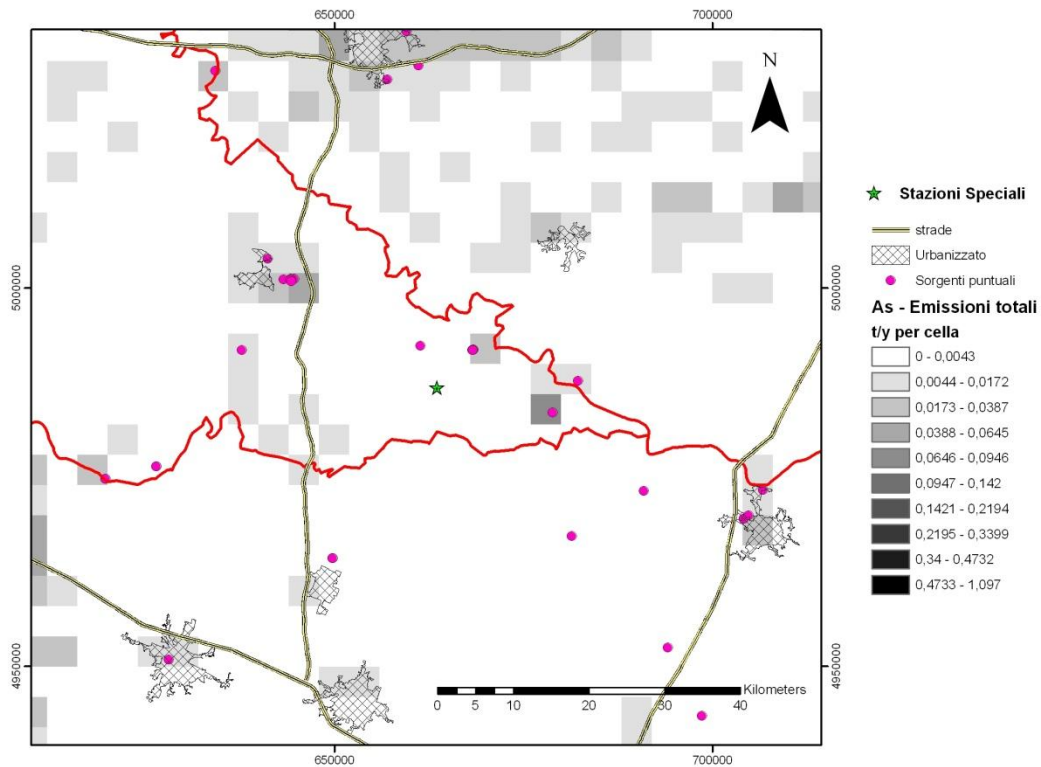 650000
700000
N
5000000
5000000
4950000
4950000
Kilometers
0 5 10 20 30 40
650000
700000
Stazioni Speciali
strade
Urbanizzato
Sorgenti puntuali
As - Emissioni totali
t/y per cella
0 - 0,0043
0,0044 - 0,0172
0,0173 - 0,0387
0,0388 - 0,0645
0,0646 - 0,0946
0,0947 - 0,142
0,1421 - 0,2194
0,2195 - 0,3399
0,34 - 0,4732
0,4733 - 1,097